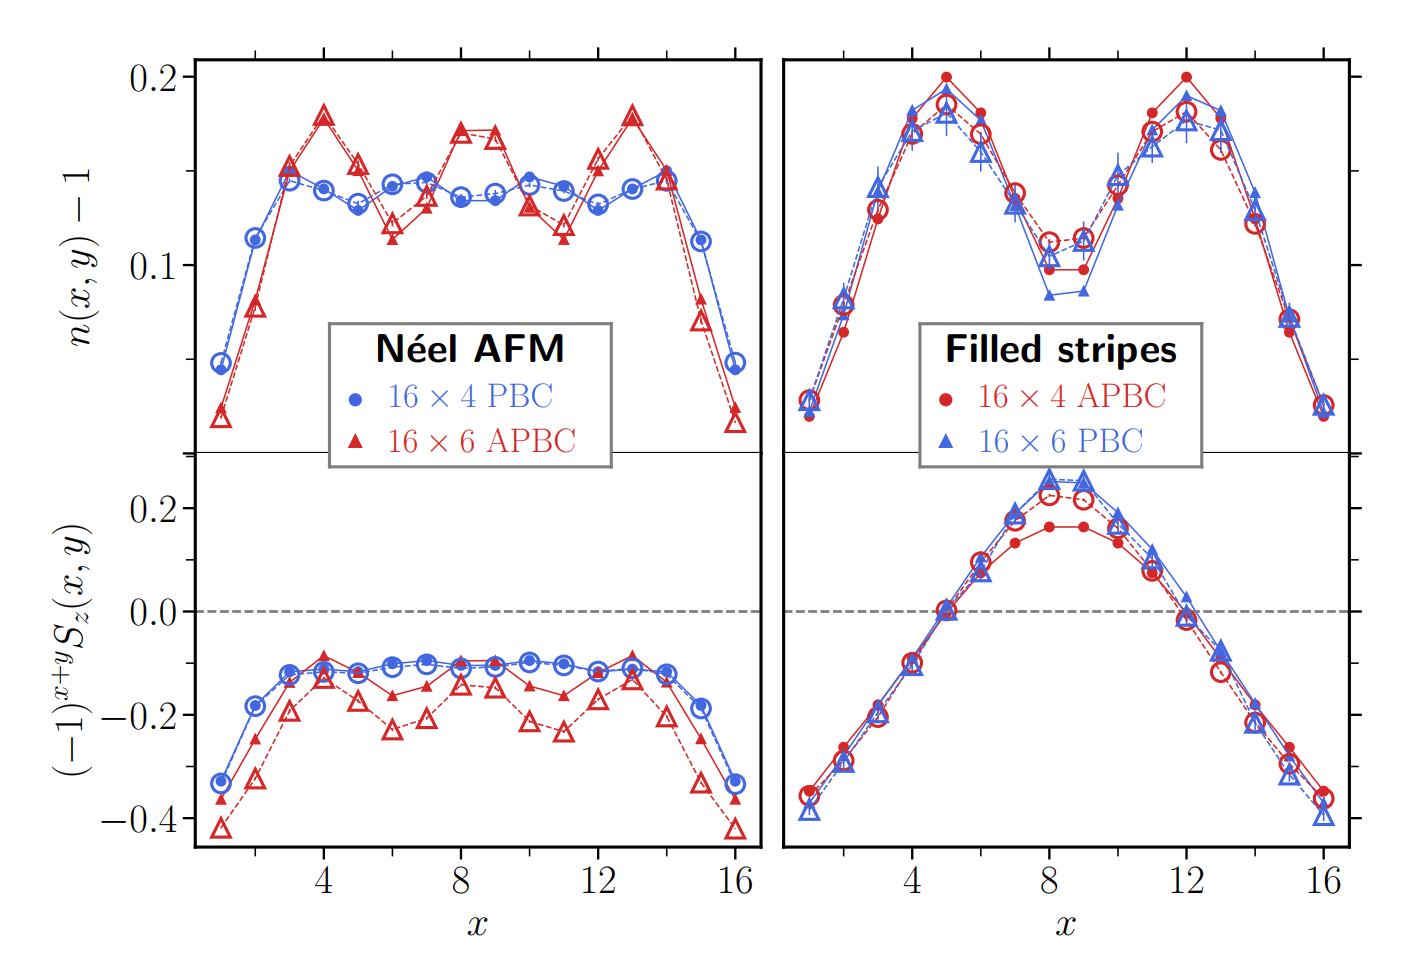 0.2
0.1
n(x, y) − 1
Néel AFM
16 × 4 PBC
16 × 6 APBC
Filled stripes
16 × 4 APBC
16 × 6 PBC
0.2
0.0
−0.2
−0.4
(−1)^{x+y}S_z(x, y)
4 8 12 16
4 8 12 16
x
x